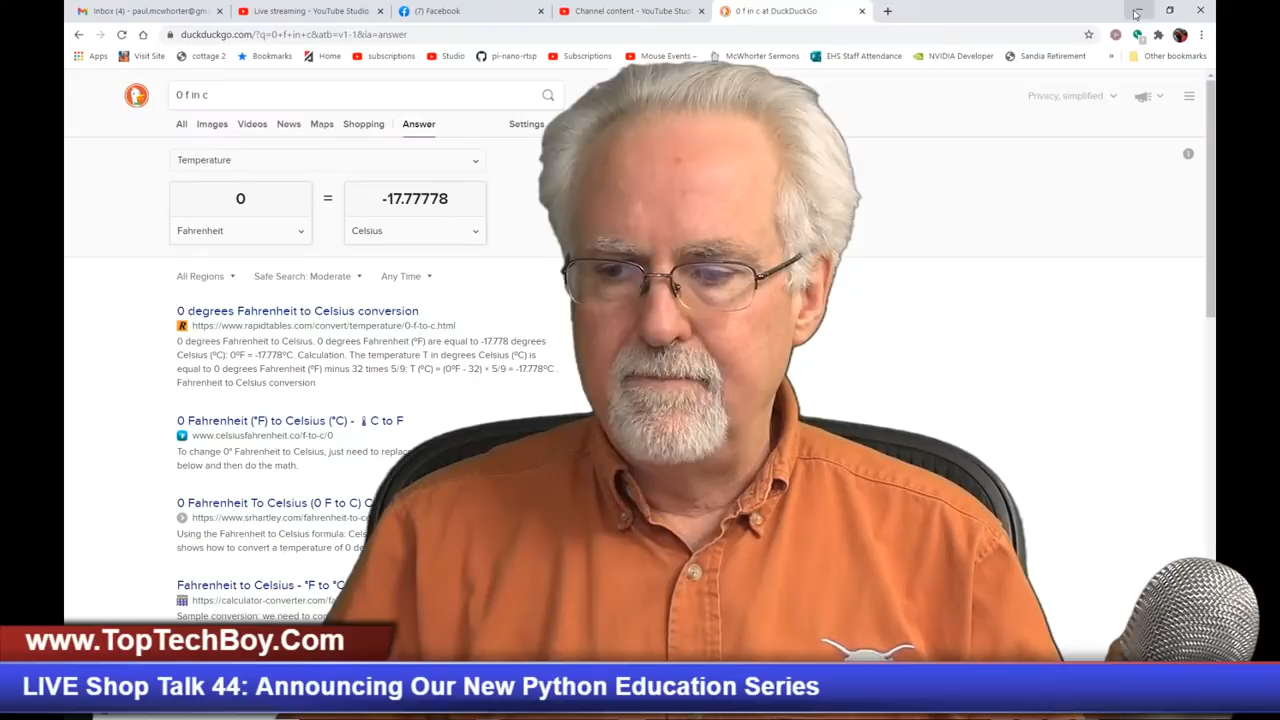 Inbox (4) - paul.mcwhorter@gm
Live streaming - YouTube Studio
(7) Facebook
Channel content - YouTube Stud
0 f in c at DuckDuckGo
duckduckgo.com/?q=0+f+in+c&atb=v1-1&ia=answer
Apps
Visit Site
cottage 2
Bookmarks
Home
subscriptions
Studio
pi-nano-rtsp
Subscriptions
Mouse Events -
McWhorter Sermons
EHS Staff Attendance
NVIDIA Developer
Sandia Retirement
»
Other bookmarks
0 f in c
Privacy, simplified
All
Images
Videos
News
Maps
Shopping
Answer
Settings
Temperature
0
=
-17.77778
Fahrenheit
Celsius
All Regions
Safe Search: Moderate
Any Time
0 degrees Fahrenheit to Celsius conversion
https://www.rapidtables.com/convert/temperature/0-f-to-c.html
0 degrees Fahrenheit to Celsius. 0 degrees Fahrenheit (ºF) are equal to -17.778 degrees
Celsius (ºC): 0ºF = -17.778ºC. Calculation. The temperature T in degrees Celsius (ºC) is
equal to 0 degrees Fahrenheit (ºF) minus 32 times 5/9: T (ºC) = (0ºF - 32) × 5/9 = -17.778ºC .
Fahrenheit to Celsius conversion
0 Fahrenheit (°F) to Celsius (°C) - 🌡 C to F
www.celsiusfahrenheit.co/f-to-c/0
To change 0° Fahrenheit to Celsius, just need to replac
below and then do the math.
0 Fahrenheit To Celsius (0 F to C) C
https://www.srhartley.com/fahrenheit-to-c
Using the Fahrenheit to Celsius formula: Cels
shows how to convert a temperature of 0 de
Fahrenheit to Celsius - °F to °C
https://calculator-converter.com/fa
Sample conversion: we need to co
www.TopTechBoy.Com
LIVE Shop Talk 44: Announcing Our New Python Education Series